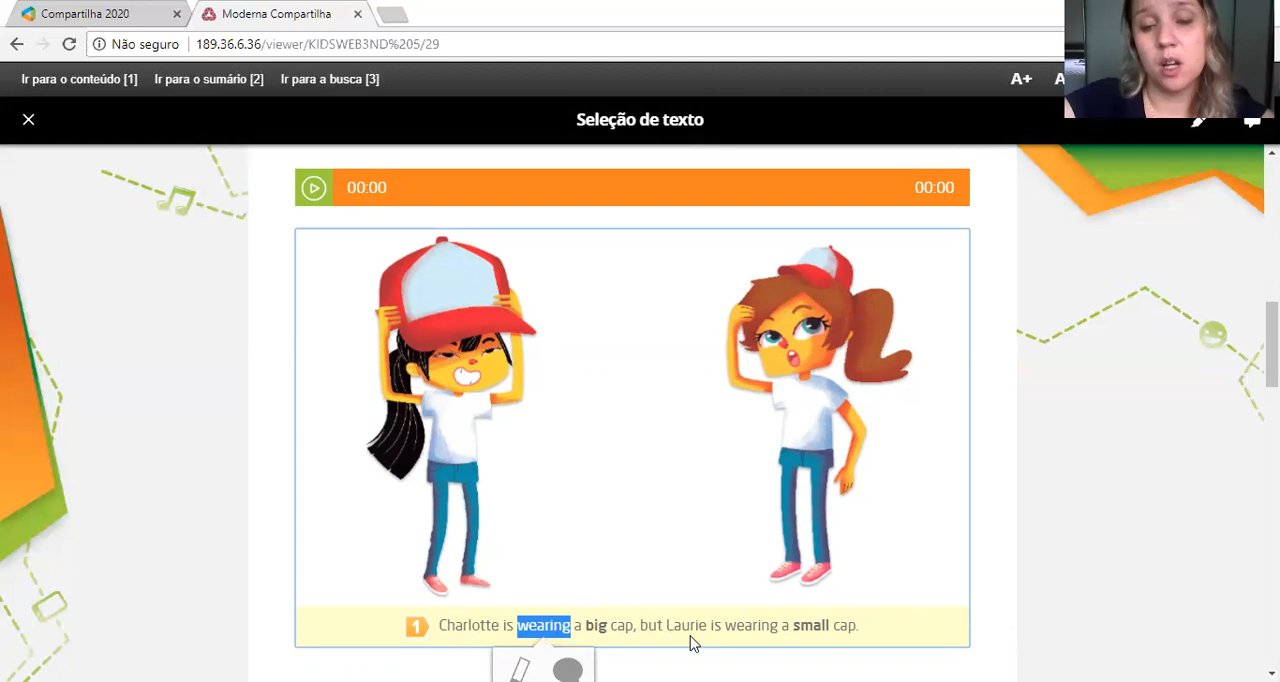 Compartilha 2020
Moderna Compartilha
Não seguro
189.36.6.36/viewer/KIDSWEB3ND%205/29
Ir para o conteúdo [1] Ir para o sumário [2] Ir para a busca [3]
A+
Seleção de texto
00:00
00:00
1 Charlotte is wearing a big cap, but Laurie is wearing a small cap.